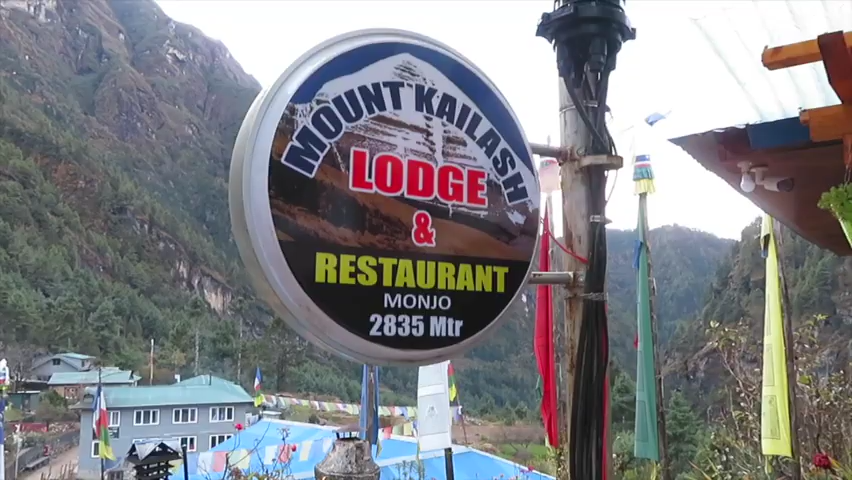 MOUNT KAILASH
LODGE
&
RESTAURANT
MONJO
2835 Mtr